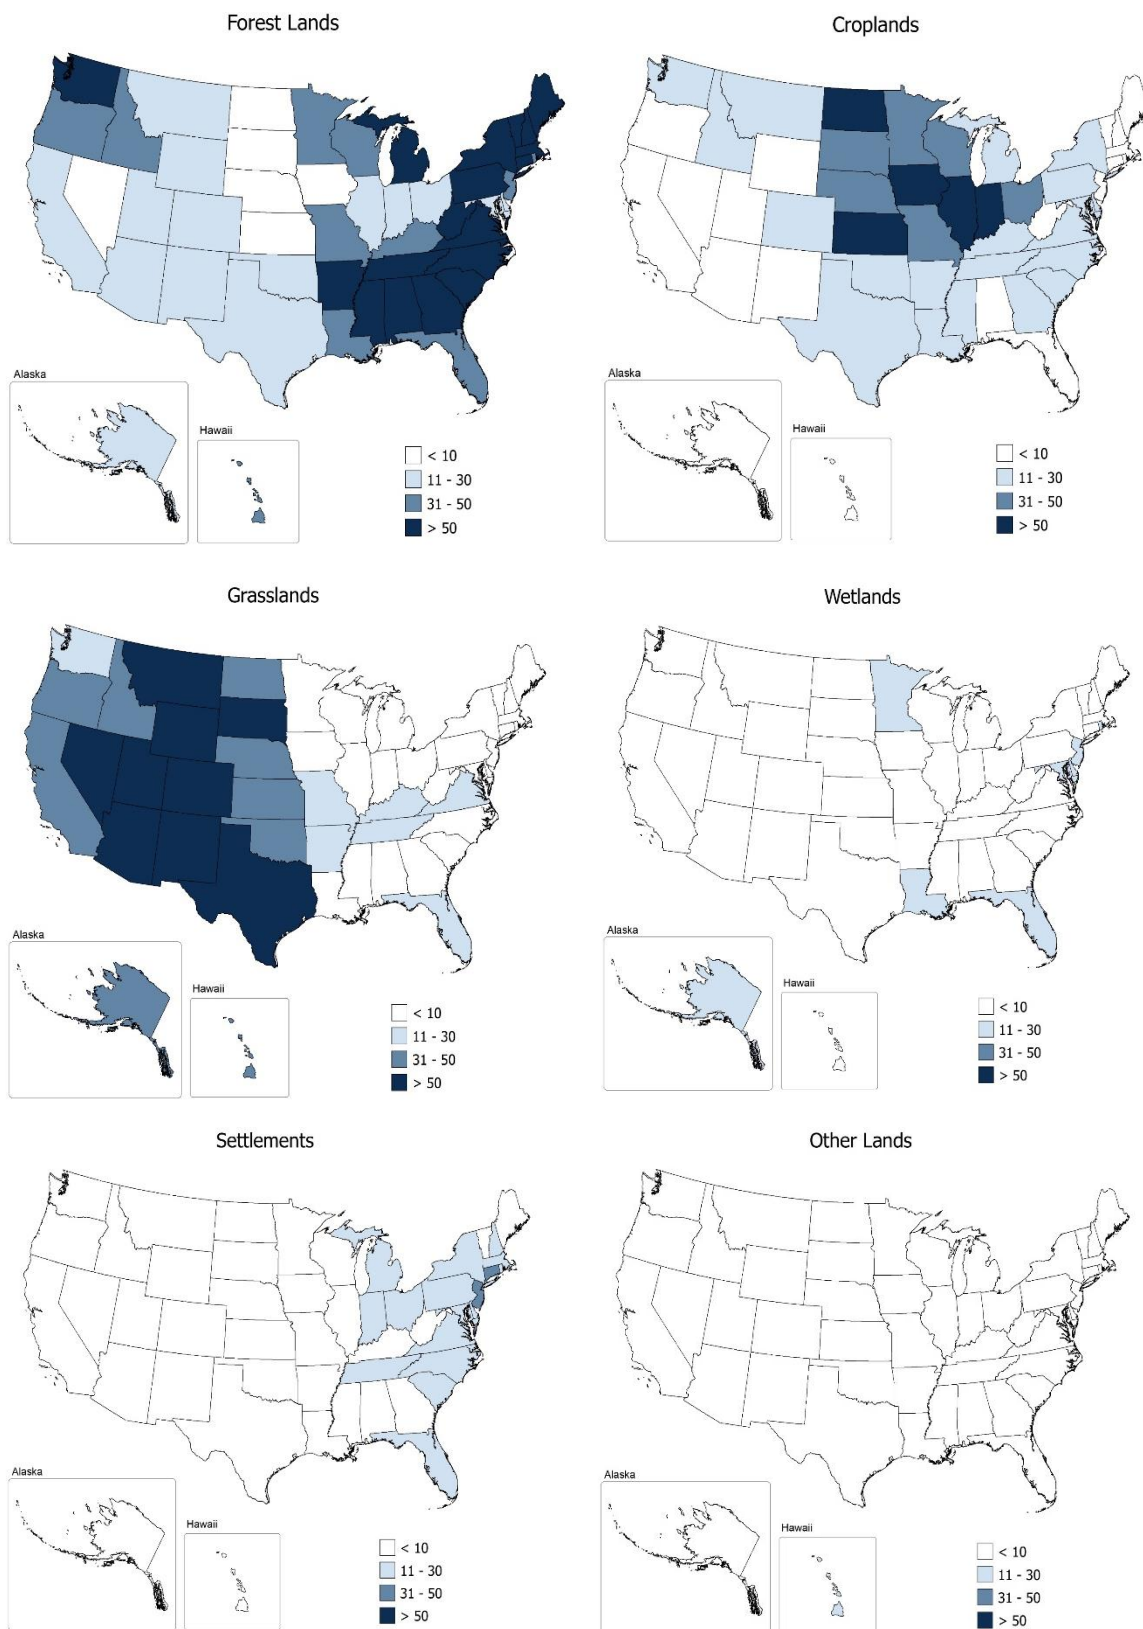 Forest Lands
Alaska
Hawaii
< 10
11 - 30
31 - 50
> 50
Croplands
Alaska
Hawaii
< 10
11 - 30
31 - 50
> 50
Grasslands
Alaska
Hawaii
< 10
11 - 30
31 - 50
> 50
Wetlands
Alaska
Hawaii
< 10
11 - 30
31 - 50
> 50
Settlements
Alaska
Hawaii
< 10
11 - 30
31 - 50
> 50
Other Lands
Alaska
Hawaii
< 10
11 - 30
31 - 50
> 50